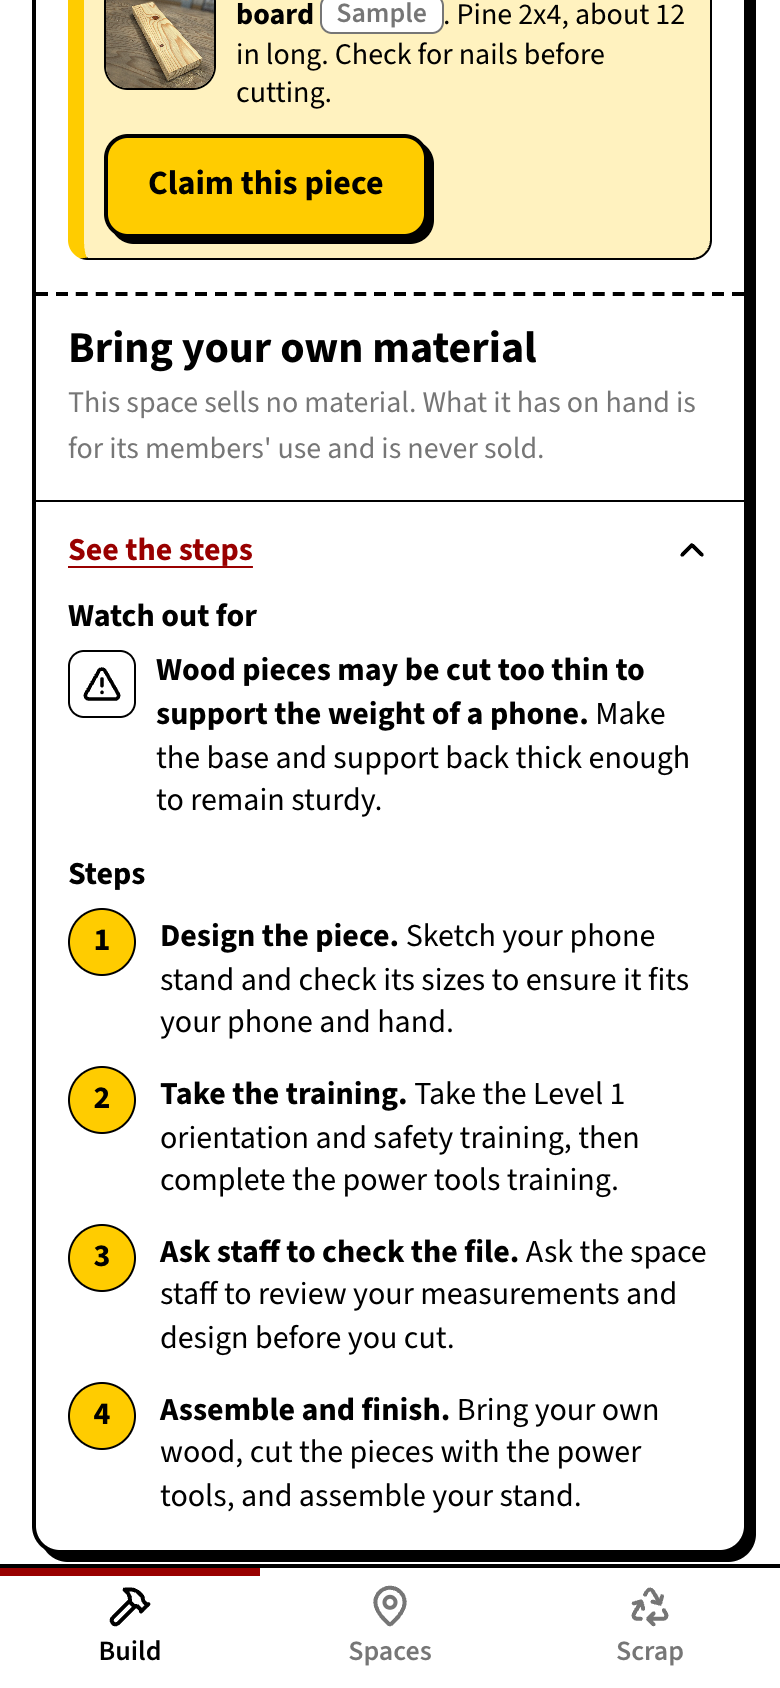 board Sample . Pine 2x4, about 12
in long. Check for nails before
cutting.
Claim this piece
Bring your own material
This space sells no material. What it has on hand is
for its members' use and is never sold.
See the steps
Watch out for
Wood pieces may be cut too thin to
support the weight of a phone. Make
the base and support back thick enough
to remain sturdy.
Steps
1
Design the piece. Sketch your phone
stand and check its sizes to ensure it fits
your phone and hand.
2
Take the training. Take the Level 1
orientation and safety training, then
complete the power tools training.
3
Ask staff to check the file. Ask the space
staff to review your measurements and
design before you cut.
4
Assemble and finish. Bring your own
wood, cut the pieces with the power
tools, and assemble your stand.
Build
Spaces
Scrap